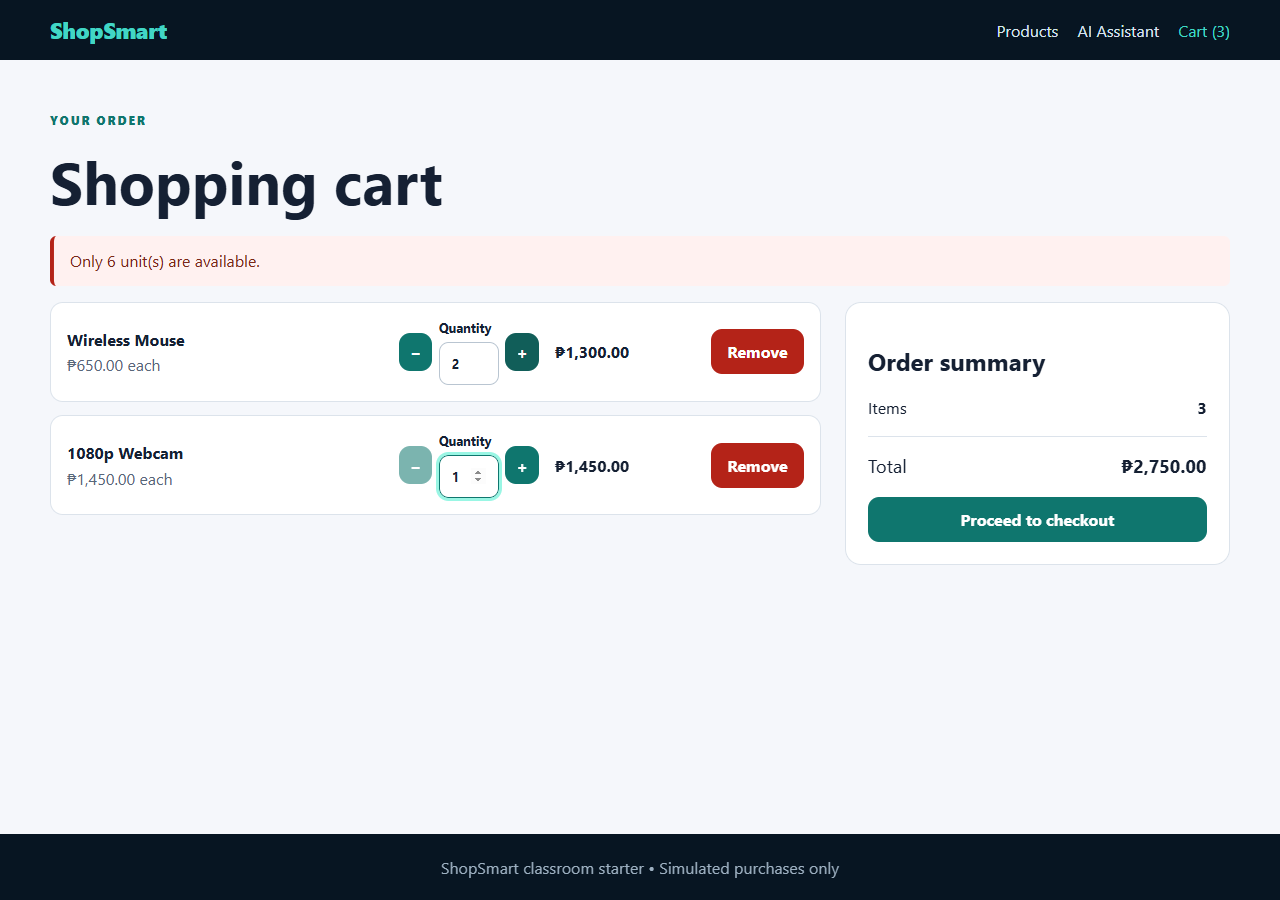 ShopSmart
Products AI Assistant Cart (3)
YOUR ORDER
Shopping cart
Only 6 unit(s) are available.
Wireless Mouse
₱650.00 each
Quantity
− 2 + ₱1,300.00 Remove
1080p Webcam
₱1,450.00 each
Quantity
− 1 + ₱1,450.00 Remove
Order summary
Items 3
Total ₱2,750.00
Proceed to checkout
ShopSmart classroom starter • Simulated purchases only